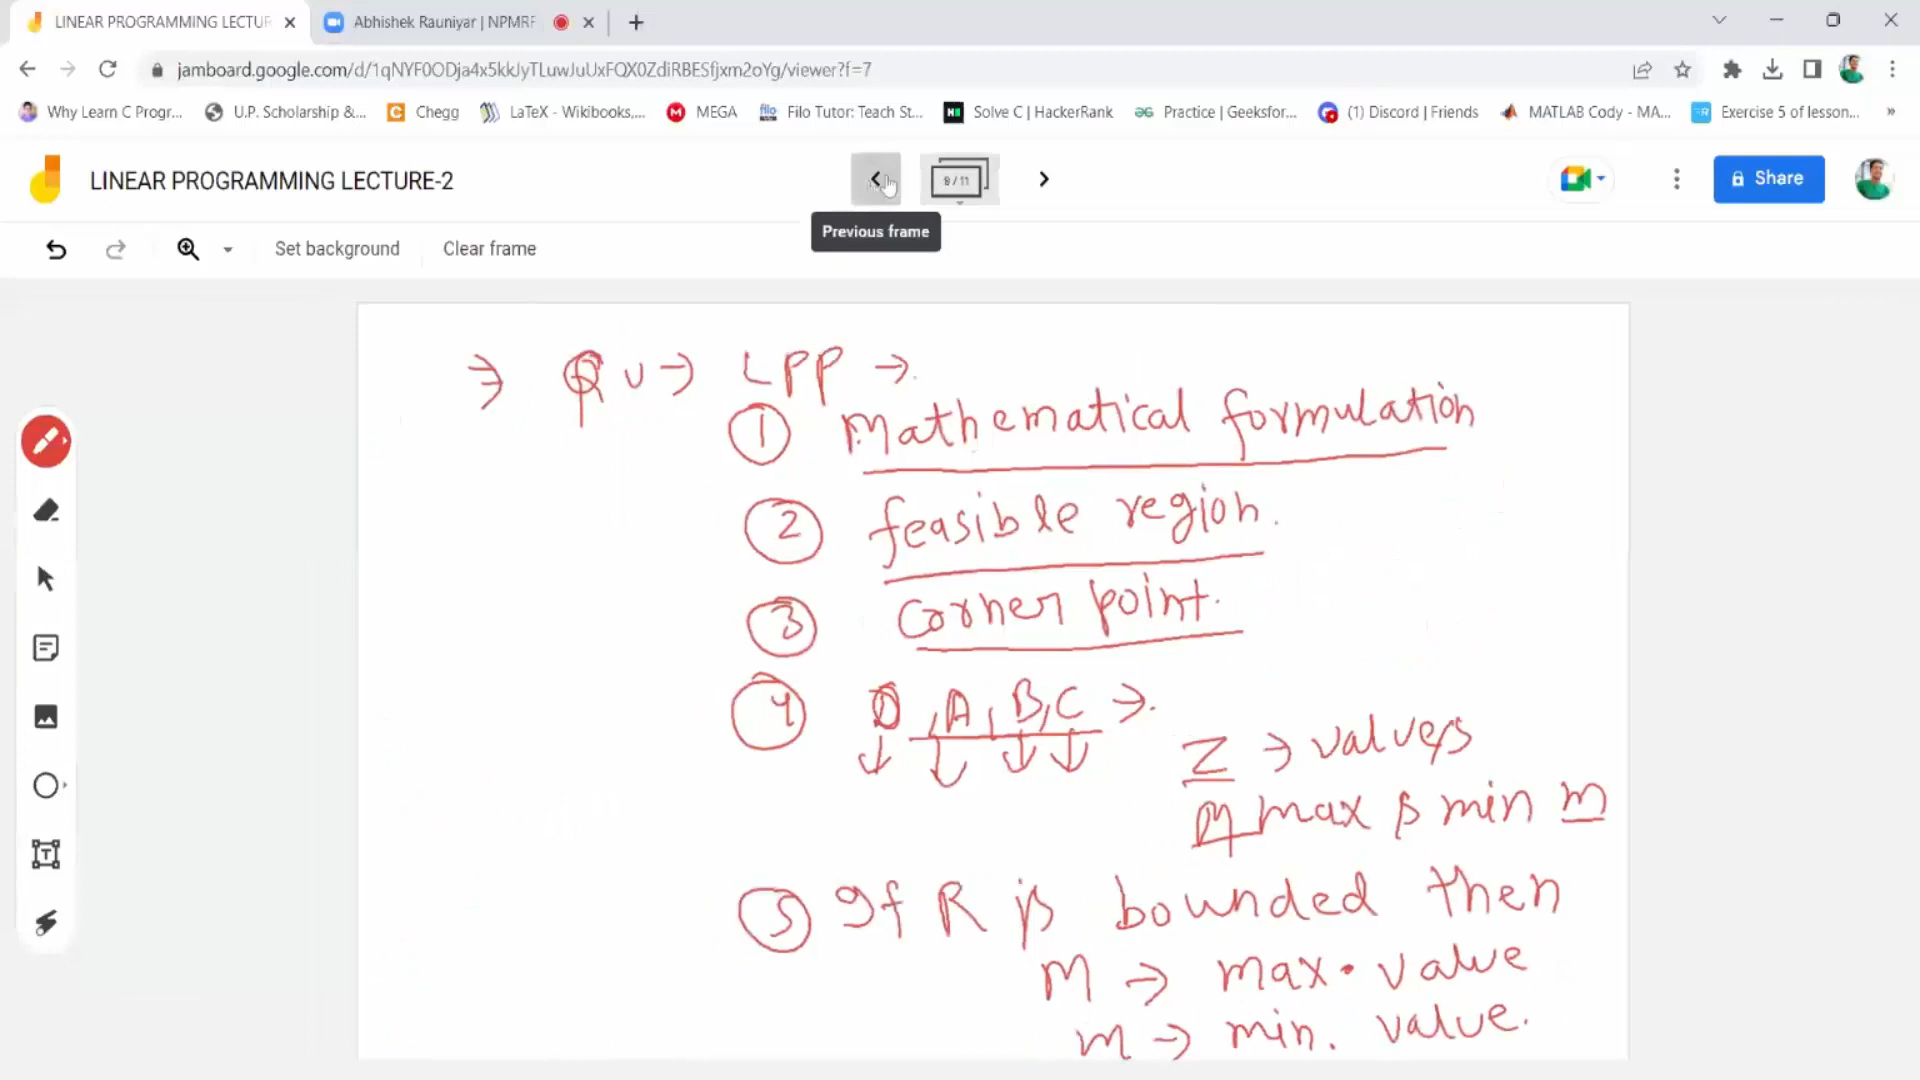 LINEAR PROGRAMMING LECTUR
Abhishek Rauniyar | NPMRF
jamboard.google.com/d/1qNYF0ODja4x5kkJyTLuwJuUxFQX0ZdiRBESfjxm2oYg/viewer?f=7
Why Learn C Progr... U.P. Scholarship &... Chegg LaTeX - Wikibooks,... MEGA Filo Tutor: Teach St... Solve C | HackerRank Practice | Geeksfor... (1) Discord | Friends MATLAB Cody - MA... Exercise 5 of lesson... »
LINEAR PROGRAMMING LECTURE-2
8 / 11
Share
Previous frame
Set background Clear frame
⇒ → LPP →.
① Mathematical formulation
② feasible region.
③ Corner point.
④ O, A, B, C →.
Z → values
M max & min m
⑤ If R is bounded then
M → max. value
m → min. value.